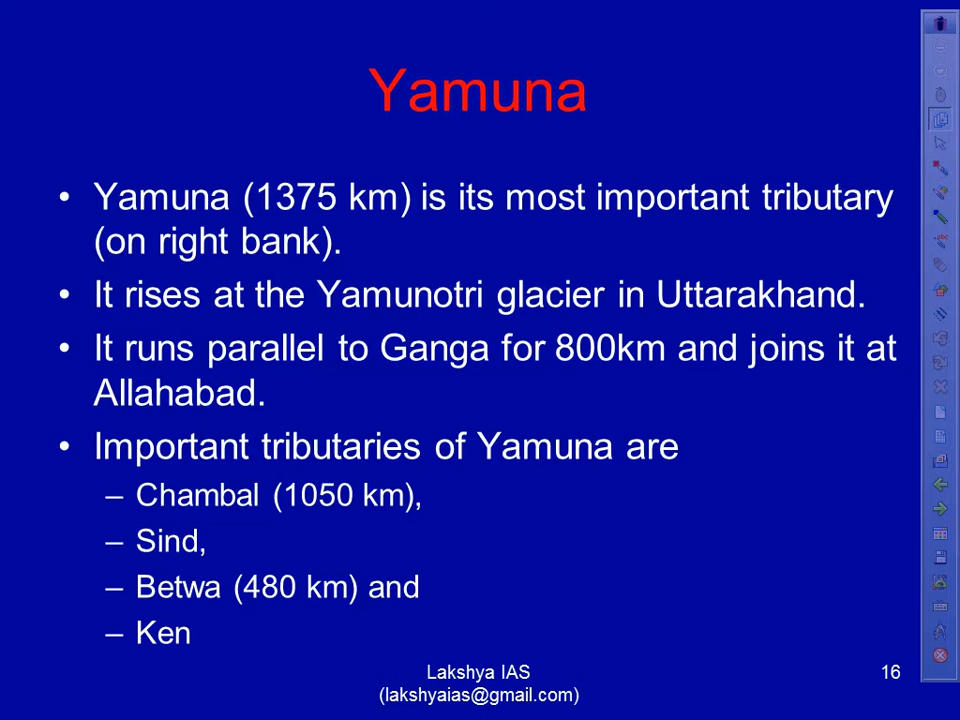 Yamuna
• Yamuna (1375 km) is its most important tributary
(on right bank).
• It rises at the Yamunotri glacier in Uttarakhand.
• It runs parallel to Ganga for 800km and joins it at
Allahabad.
• Important tributaries of Yamuna are
– Chambal (1050 km),
– Sind,
– Betwa (480 km) and
– Ken
Lakshya IAS
(lakshyaias@gmail.com)
16